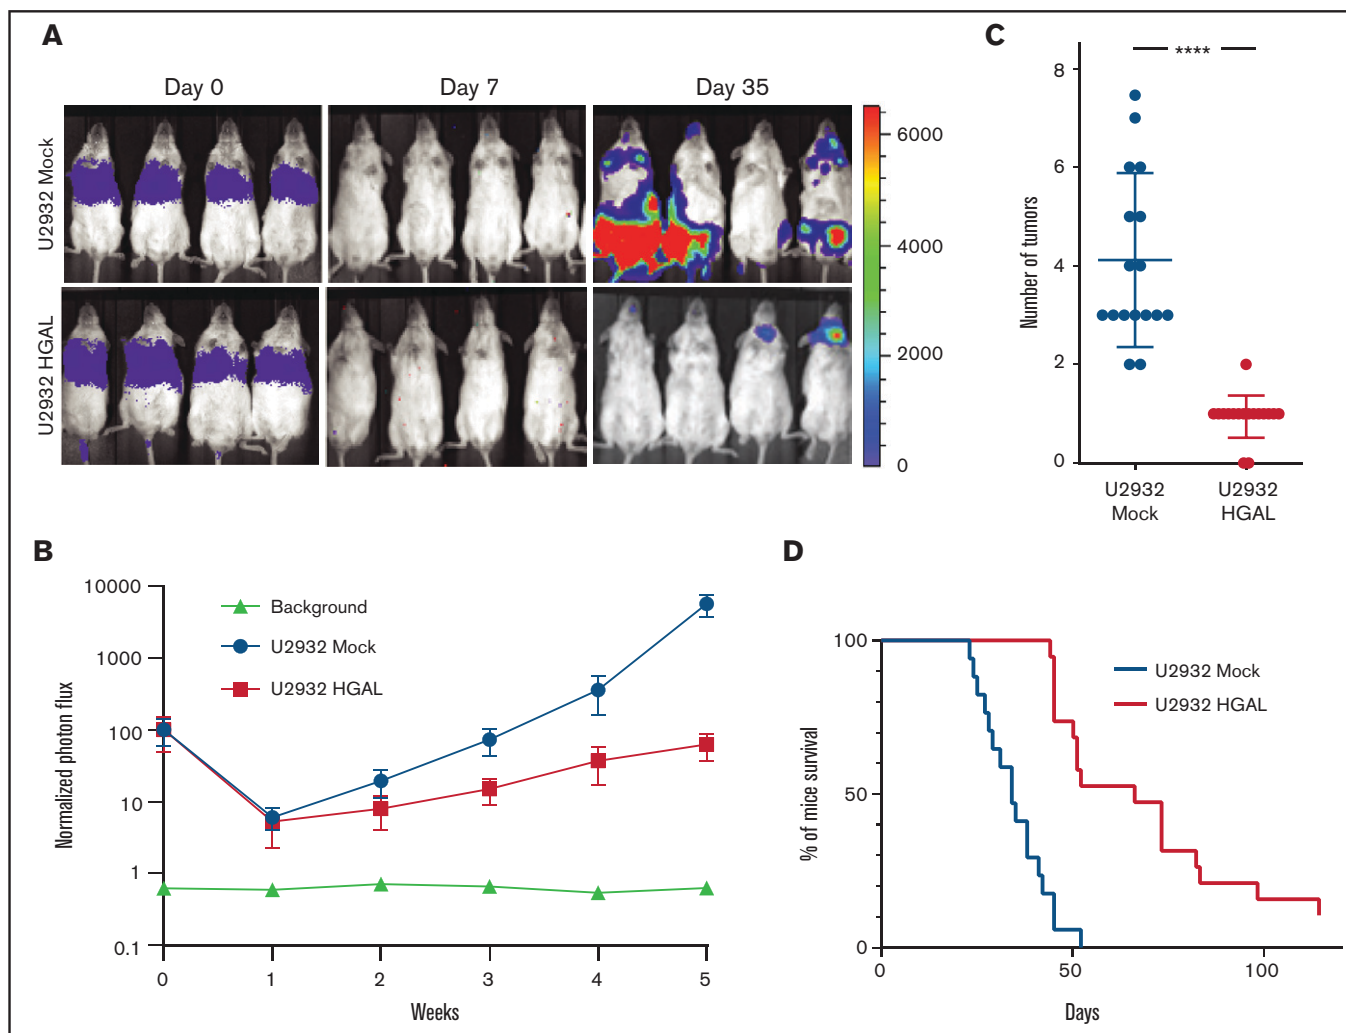 A
Day 0
Day 7
Day 35
U2932 Mock
U2932 HGAL
6000
4000
2000
0
C
****
Number of tumors
8
6
4
2
0
U2932
Mock
U2932
HGAL
B
Normalized photon flux
10000
1000
100
10
1
0.1
Background
U2932 Mock
U2932 HGAL
0
1
2
3
4
5
Weeks
D
% of mice survival
100
50
0
U2932 Mock
U2932 HGAL
0
50
100
Days